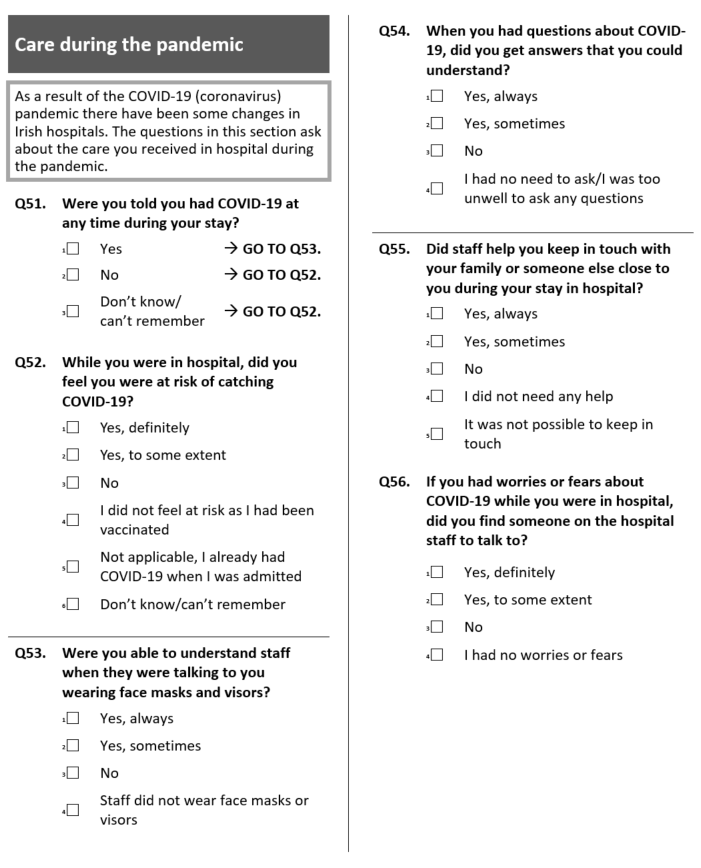 Care during the pandemic
As a result of the COVID-19 (coronavirus)
pandemic there have been some changes in
Irish hospitals. The questions in this section ask
about the care you received in hospital during
the pandemic.
Q51. Were you told you had COVID-19 at
any time during your stay?
1 Yes → GO TO Q53.
2 No → GO TO Q52.
Don’t know/
3 → GO TO Q52.
can’t remember
Q52. While you were in hospital, did you
feel you were at risk of catching
COVID-19?
1 Yes, definitely
2 Yes, to some extent
3 No
4 I did not feel at risk as I had been
vaccinated
5 Not applicable, I already had
COVID-19 when I was admitted
6 Don’t know/can’t remember
Q53. Were you able to understand staff
when they were talking to you
wearing face masks and visors?
1 Yes, always
2 Yes, sometimes
3 No
4 Staff did not wear face masks or
visors
Q54. When you had questions about COVID-
19, did you get answers that you could
understand?
1 Yes, always
2 Yes, sometimes
3 No
4 I had no need to ask/I was too
unwell to ask any questions
Q55. Did staff help you keep in touch with
your family or someone else close to
you during your stay in hospital?
1 Yes, always
2 Yes, sometimes
3 No
4 I did not need any help
5 It was not possible to keep in
touch
Q56. If you had worries or fears about
COVID-19 while you were in hospital,
did you find someone on the hospital
staff to talk to?
1 Yes, definitely
2 Yes, to some extent
3 No
4 I had no worries or fears